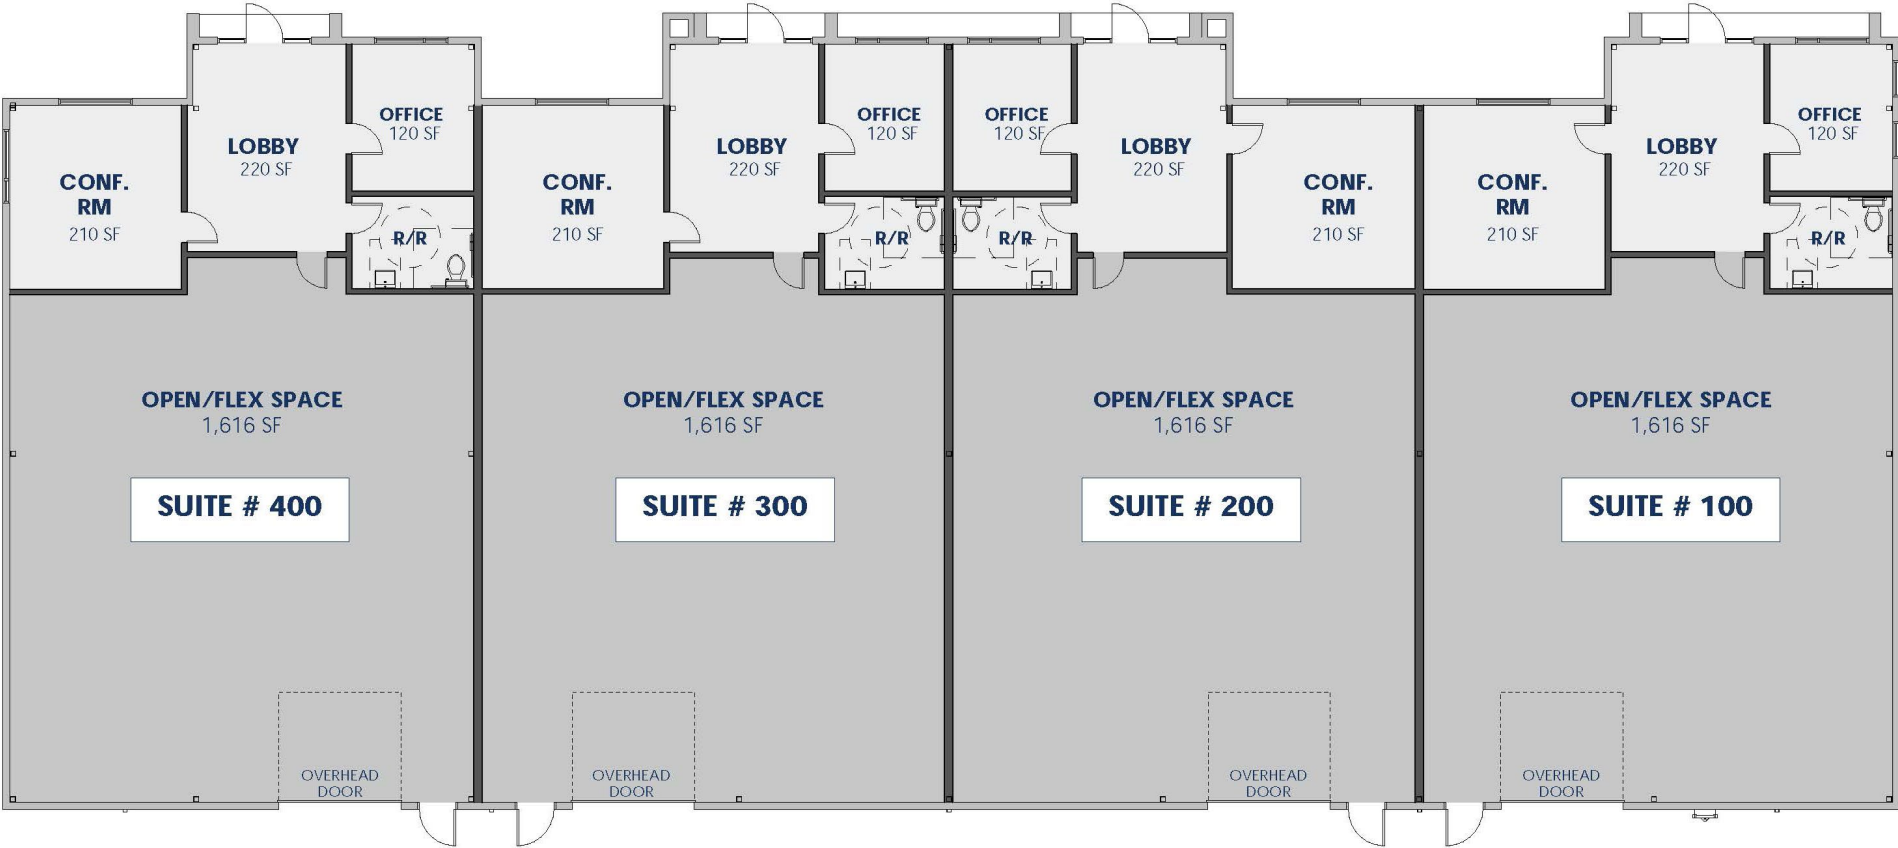 OFFICE
120 SF
LOBBY
220 SF
CONF.
RM
210 SF
R/R
OPEN/FLEX SPACE
1,616 SF
SUITE # 400
OVERHEAD
DOOR
OFFICE
120 SF
LOBBY
220 SF
CONF.
RM
210 SF
R/R
OPEN/FLEX SPACE
1,616 SF
SUITE # 300
OVERHEAD
DOOR
OFFICE
120 SF
LOBBY
220 SF
CONF.
RM
210 SF
R/R
OPEN/FLEX SPACE
1,616 SF
SUITE # 200
OVERHEAD
DOOR
OFFICE
120 SF
LOBBY
220 SF
CONF.
RM
210 SF
R/R
OPEN/FLEX SPACE
1,616 SF
SUITE # 100
OVERHEAD
DOOR